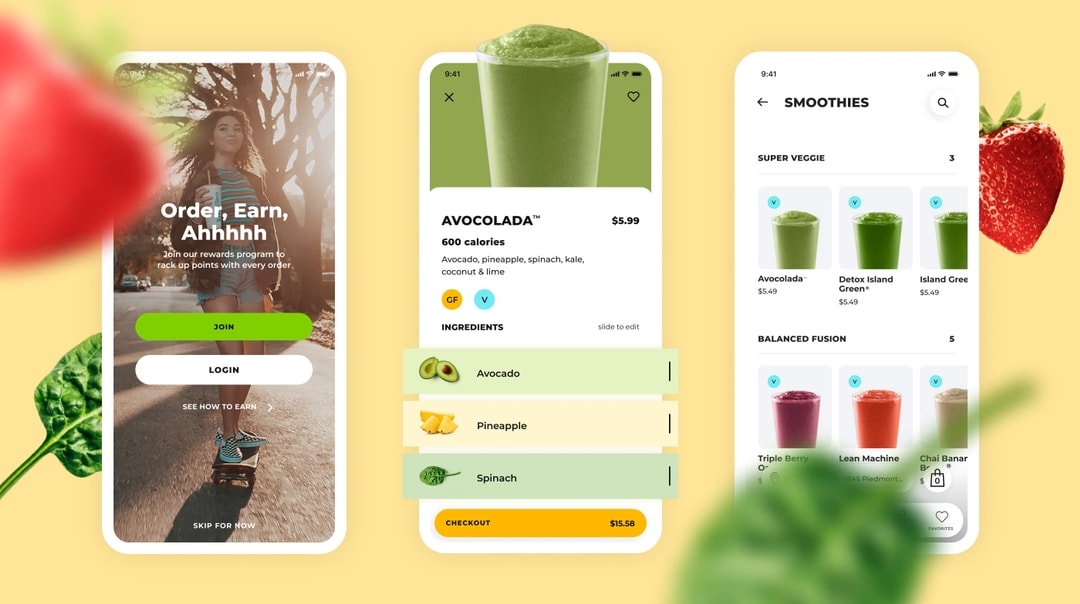 Order, Earn,
Ahhhhh
Join our rewards program to
rack up points with every order
JOIN
LOGIN
SEE HOW TO EARN
SKIP FOR NOW
9:41
AVOCOLADA™
$5.99
600 calories
Avocado, pineapple, spinach, kale,
coconut & lime
GF
V
INGREDIENTS
slide to edit
Avocado
Pineapple
Spinach
CHECKOUT
$15.58
9:41
SMOOTHIES
SUPER VEGGIE
3
V
V
V
Avocolada™
$5.49
Detox Island
Green®
$5.49
Island Gree
$5.49
BALANCED FUSION
5
V
V
V
Triple Berry
Lean Machine
Chai Banan
$
Piedmont...
$
0
FAVORITES